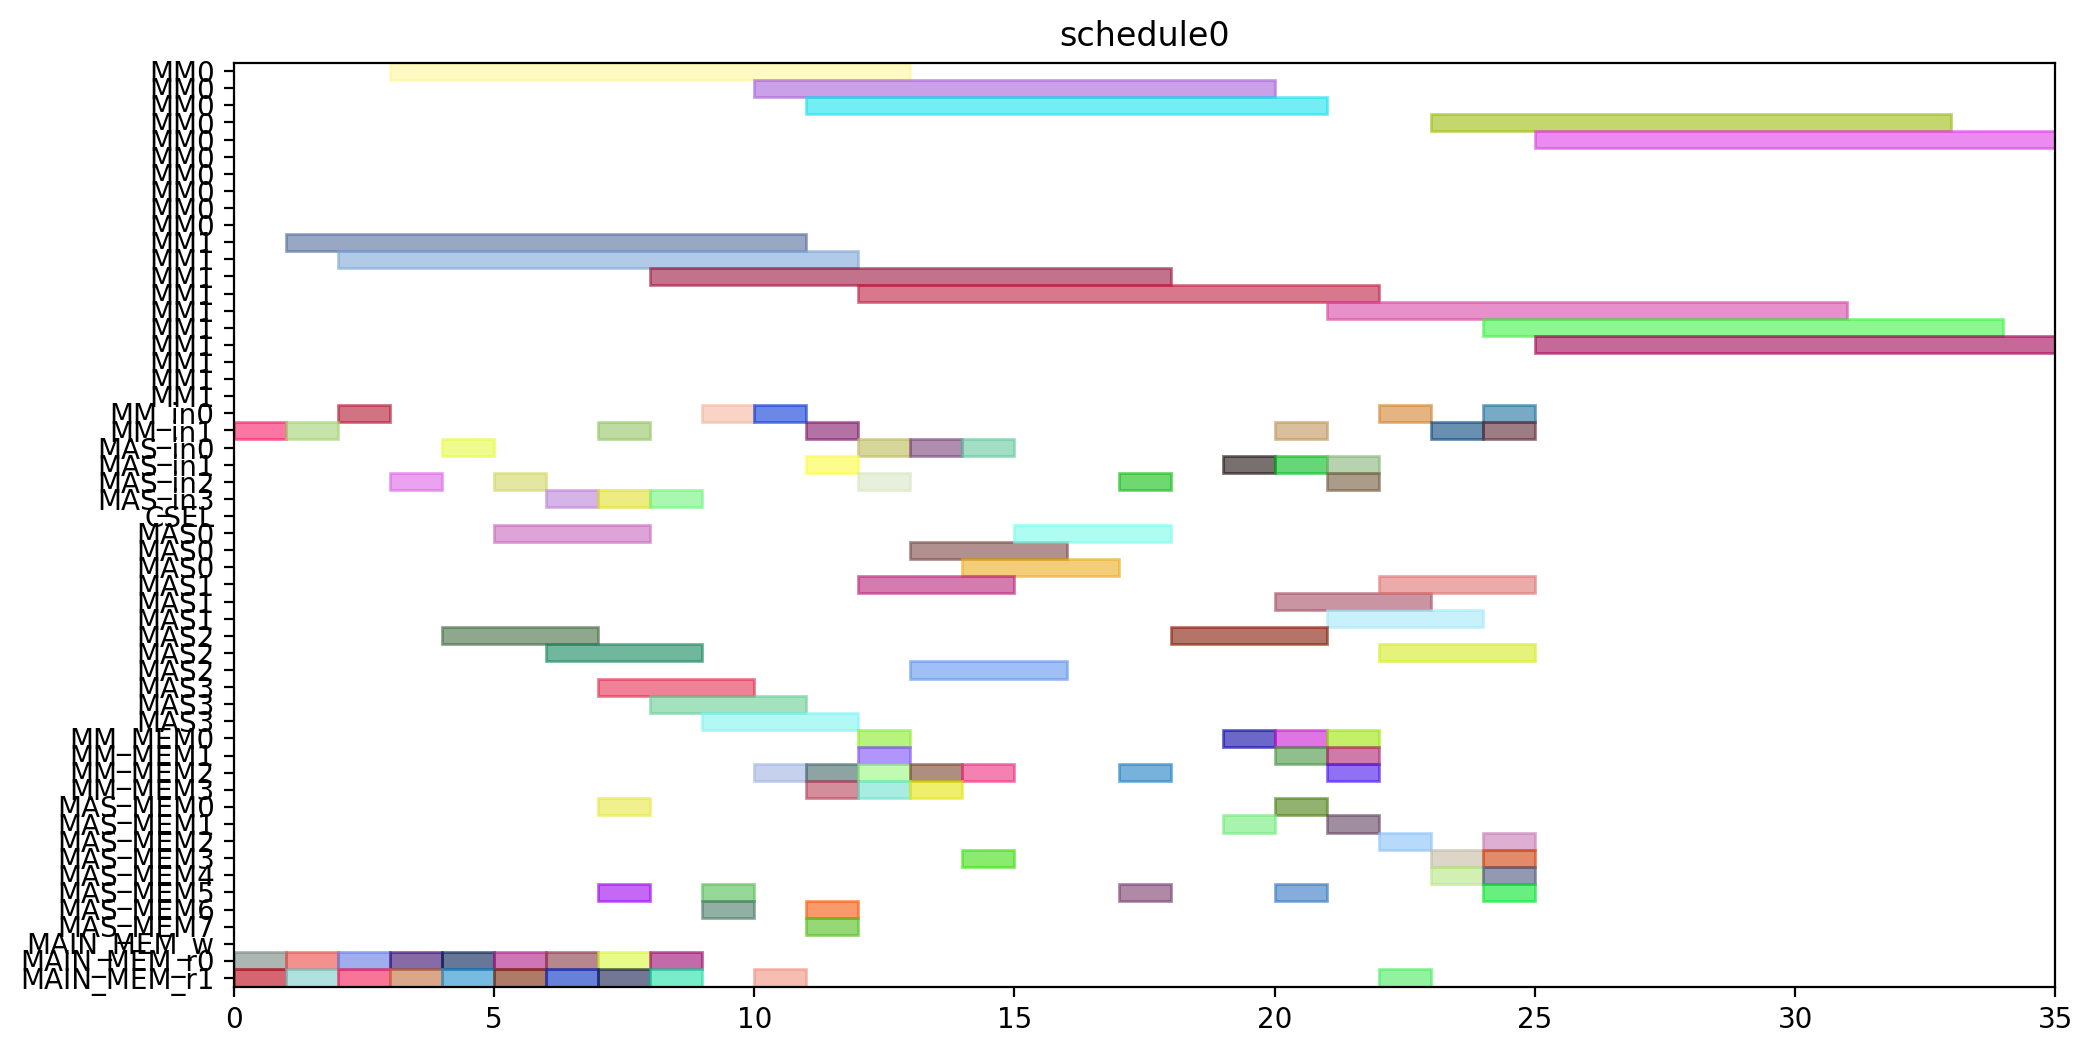 schedule0
MM0
MM0
MM0
MM0
MM0
MM0
MM0
MM0
MM0
MM0
MM1
MM1
MM1
MM1
MM1
MM1
MM1
MM1
MM1
MM1
MM_in0
MM_in1
MAS_in0
MAS_in1
MAS_in2
MAS_in3
CSEL
MAS0
MAS0
MAS0
MAS1
MAS1
MAS1
MAS2
MAS2
MAS2
MAS3
MAS3
MAS3
MM_MEM0
MM_MEM1
MM_MEM2
MM_MEM3
MAS_MEM0
MAS_MEM1
MAS_MEM2
MAS_MEM3
MAS_MEM4
MAS_MEM5
MAS_MEM6
MAS_MEM7
MAIN_MEM_w
MAIN_MEM_r0
MAIN_MEM_r1
0 5 10 15 20 25 30 35